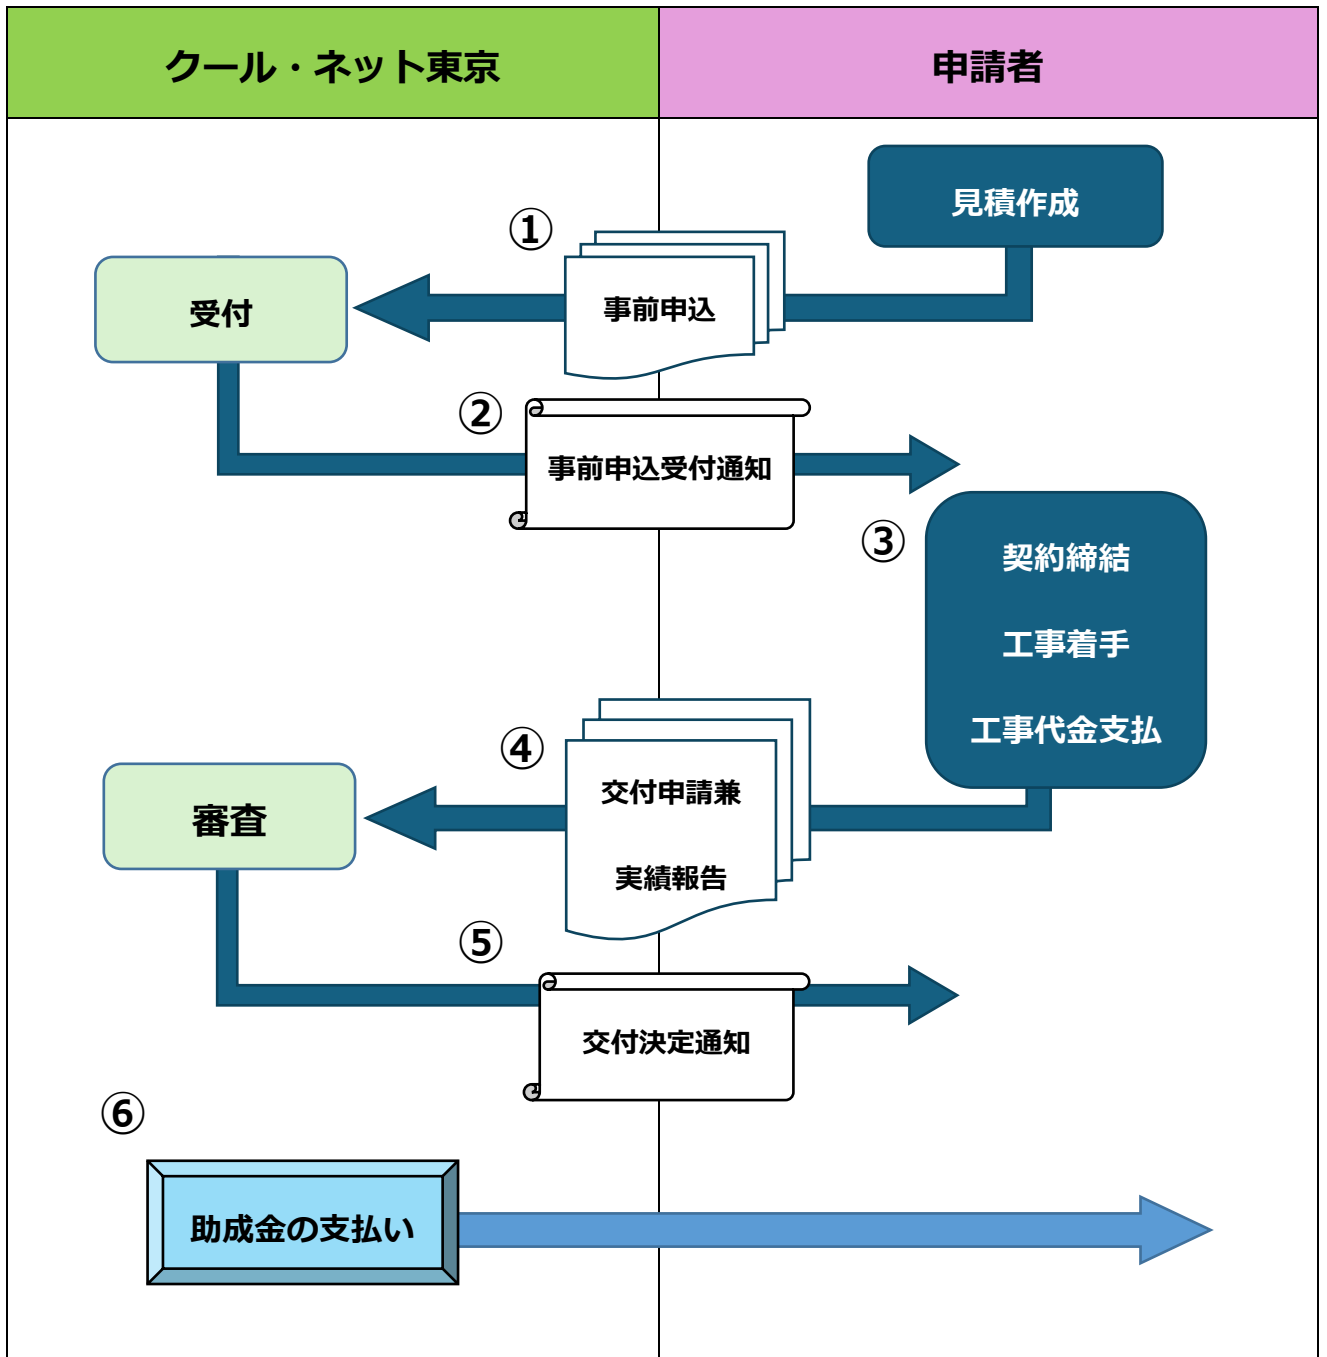 クール・ネット東京
申請者
見積作成
①
事前申込
受付
②
事前申込受付通知
③
契約締結
工事着手
工事代金支払
④
交付申請兼
実績報告
審査
⑤
交付決定通知
⑥
助成金の支払い